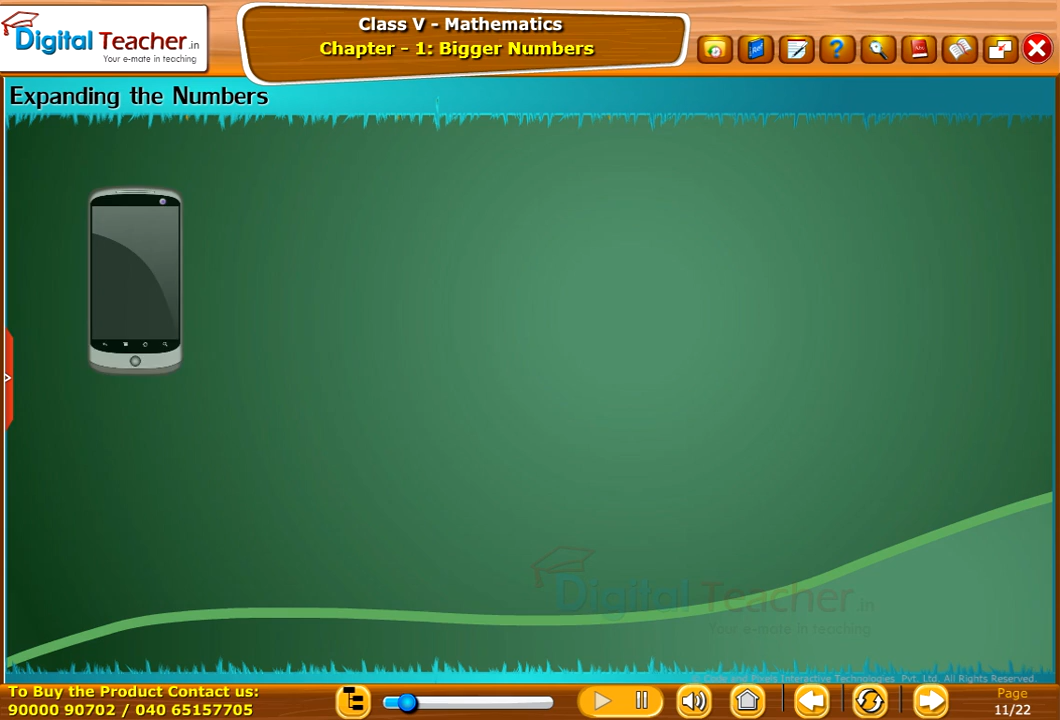 Digital Teacher.in
Your e-mate in teaching
Class V - Mathematics
Chapter - 1: Bigger Numbers
Expanding the Numbers
Digital Teacher.in
Your e-mate in teaching
© Code and Pixels Interactive Technologies Pvt. Ltd. All Rights Reserved.
To Buy the Product Contact us:
90000 90702 / 040 65157705
Page
11/22